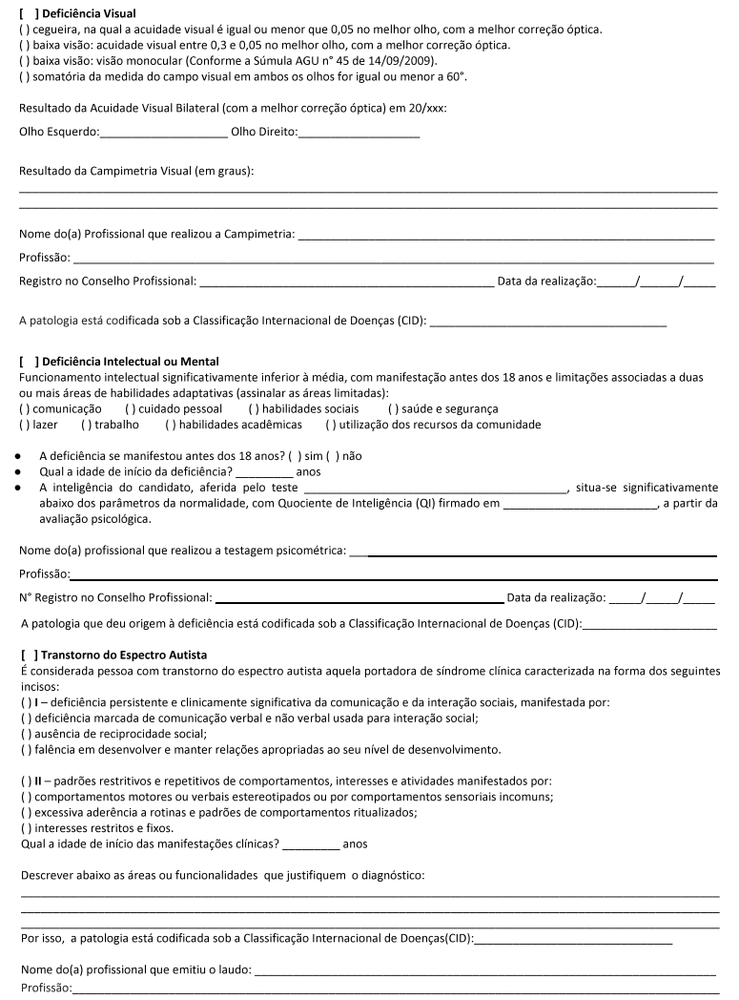 [ ] Deficiência Visual
( ) cegueira, na qual a acuidade visual é igual ou menor que 0,05 no melhor olho, com a melhor correção óptica.
( ) baixa visão: acuidade visual entre 0,3 e 0,05 no melhor olho, com a melhor correção óptica.
( ) baixa visão: visão monocular (Conforme a Súmula AGU n° 45 de 14/09/2009).
( ) somatória da medida do campo visual em ambos os olhos for igual ou menor a 60°.
Resultado da Acuidade Visual Bilateral (com a melhor correção óptica) em 20/xxx:
Olho Esquerdo:____________________ Olho Direito:___________________
Resultado da Campimetria Visual (em graus):
Nome do(a) Profissional que realizou a Campimetria: ____________________
Profissão: ____________________
Registro no Conselho Profissional: ____________________ Data da realização:______/______/_____
A patologia está codificada sob a Classificação Internacional de Doenças (CID): ____________________
[ ] Deficiência Intelectual ou Mental
Funcionamento intelectual significativamente inferior à média, com manifestação antes dos 18 anos e limitações associadas a duas
ou mais áreas de habilidades adaptativas (assinalar as áreas limitadas):
( ) comunicação ( ) cuidado pessoal ( ) habilidades sociais ( ) saúde e segurança
( ) lazer ( ) trabalho ( ) habilidades acadêmicas ( ) utilização dos recursos da comunidade
● A deficiência se manifestou antes dos 18 anos? ( ) sim ( ) não
● Qual a idade de início da deficiência? _________ anos
● A inteligência do candidato, aferida pelo teste ____________________, situa-se significativamente
abaixo dos parâmetros da normalidade, com Quociente de Inteligência (QI) firmado em ____________________, a partir da
avaliação psicológica.
Nome do(a) profissional que realizou a testagem psicométrica: ____________________
Profissão:____________________
N° Registro no Conselho Profissional: ____________________ Data da realização: _____/_____/_____
A patologia que deu origem à deficiência está codificada sob a Classificação Internacional de Doenças (CID):____________________
[ ] Transtorno do Espectro Autista
É considerada pessoa com transtorno do espectro autista aquela portadora de síndrome clínica caracterizada na forma dos seguintes
incisos:
( ) I – deficiência persistente e clinicamente significativa da comunicação e da interação sociais, manifestada por:
( ) deficiência marcada de comunicação verbal e não verbal usada para interação social;
( ) ausência de reciprocidade social;
( ) falência em desenvolver e manter relações apropriadas ao seu nível de desenvolvimento.
( ) II – padrões restritivos e repetitivos de comportamentos, interesses e atividades manifestados por:
( ) comportamentos motores ou verbais estereotipados ou por comportamentos sensoriais incomuns;
( ) excessiva aderência a rotinas e padrões de comportamentos ritualizados;
( ) interesses restritos e fixos.
Qual a idade de início das manifestações clínicas? _________ anos
Descrever abaixo as áreas ou funcionalidades que justifiquem o diagnóstico:
Por isso, a patologia está codificada sob a Classificação Internacional de Doenças(CID):____________________
Nome do(a) profissional que emitiu o laudo: ____________________
Profissão:____________________